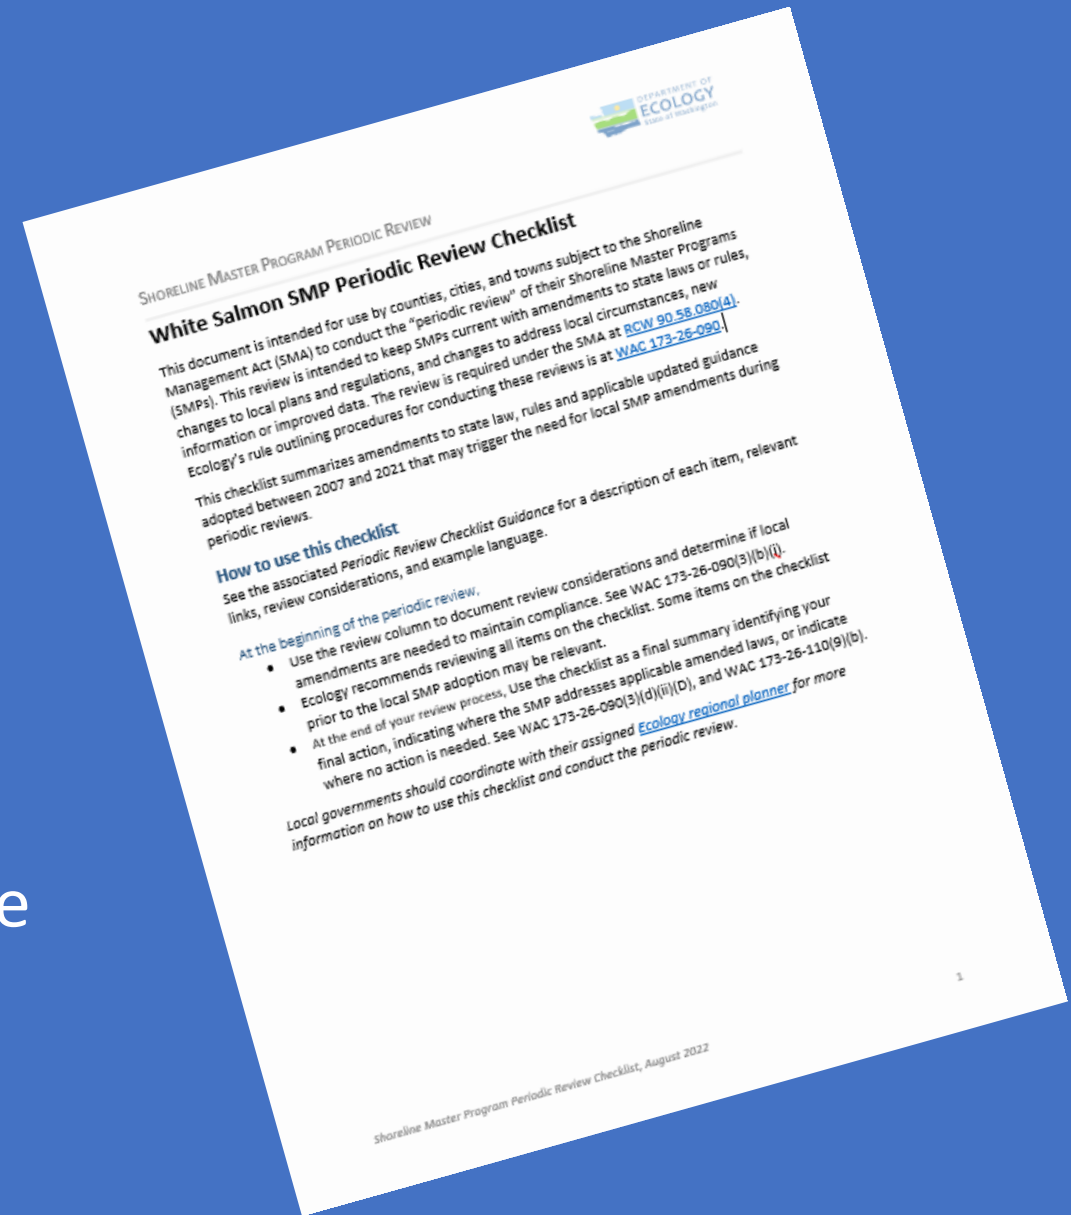 DEPARTMENT OF
ECOLOGY
State of Washington
SHORELINE MASTER PROGRAM PERIODIC REVIEW
White Salmon SMP Periodic Review Checklist
This document is intended for use by counties, cities, and towns subject to the Shoreline
Management Act (SMA) to conduct the “periodic review” of their Shoreline Master Programs
(SMPs). This review is intended to keep SMPs current with amendments to state laws or rules,
changes to local plans and regulations, and changes to address local circumstances, new
information or improved data. The review is required under the SMA at RCW 90.58.080(4).
Ecology’s rule outlining procedures for conducting these reviews is at WAC 173-26-090.
This checklist summarizes amendments to state law, rules and applicable updated guidance
adopted between 2007 and 2021 that may trigger the need for local SMP amendments during
periodic reviews.
How to use this checklist
See the associated Periodic Review Checklist Guidance for a description of each item, relevant
links, review considerations, and example language.
At the beginning of the periodic review,
• Use the review column to document review considerations and determine if local
amendments are needed to maintain compliance. See WAC 173-26-090(3)(b)(i).
• Ecology recommends reviewing all items on the checklist. Some items on the checklist
prior to the local SMP adoption may be relevant.
• At the end of your review process, Use the checklist as a final summary identifying your
final action, indicating where the SMP addresses applicable amended laws, or indicate
where no action is needed. See WAC 173-26-090(3)(d)(ii)(D), and WAC 173-26-110(9)(b).
Local governments should coordinate with their assigned Ecology regional planner for more
information on how to use this checklist and conduct the periodic review.
e
1
Shoreline Master Program Periodic Review Checklist, August 2022